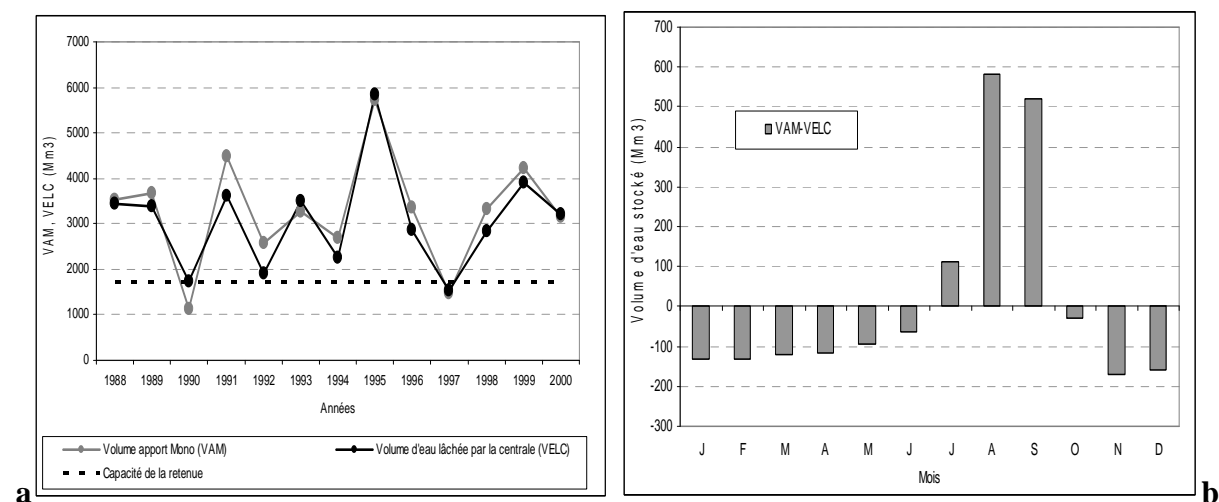 7000
6000
5000
4000
3000
2000
1000
0
VAM, VELC (Mm3)
1988 1989 1990 1991 1992 1993 1994 1995 1996 1997 1998 1999 2000
Années
Volume apport Mono (VAM) Volume d'eau lâchée par la centrale (VELC)
Capacité de la retenue
a
700
600
500
400
300
200
100
0
-100
-200
-300
Volume d'eau stocké (Mm3)
VAM-VELC
J F M A M J J A S O N D
Mois
b